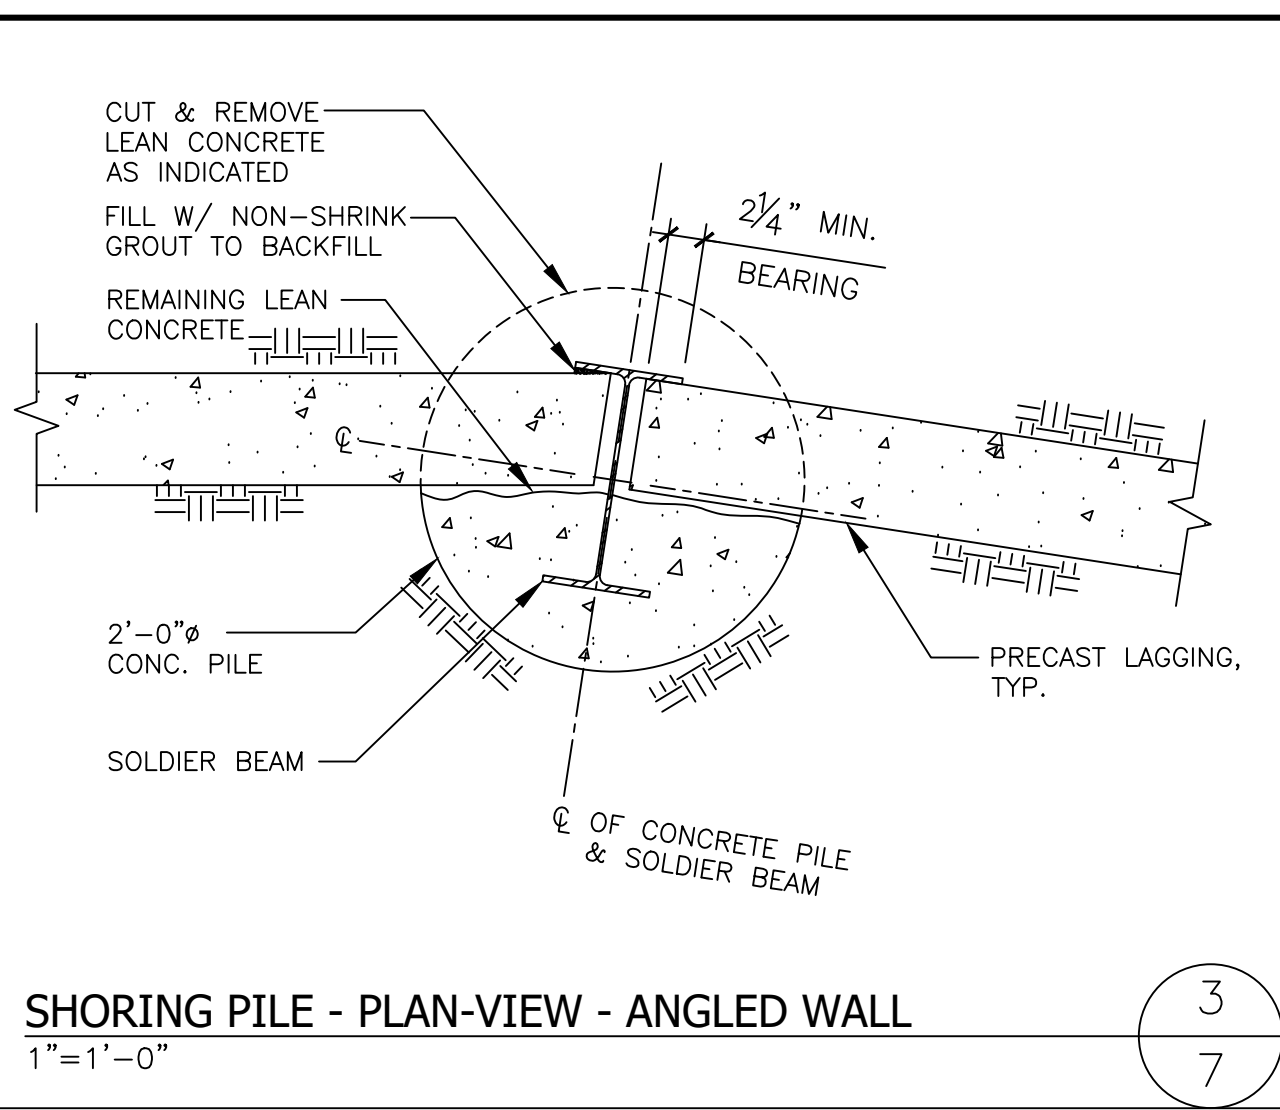 CUT & REMOVE
LEAN CONCRETE
AS INDICATED
FILL W/ NON-SHRINK
GROUT TO BACKFILL
REMAINING LEAN
CONCRETE
2¼" MIN.
BEARING
℄
2'-0"ø
CONC. PILE
SOLDIER BEAM
PRECAST LAGGING,
TYP.
℄ OF CONCRETE PILE
& SOLDIER BEAM
SHORING PILE - PLAN-VIEW - ANGLED WALL
1"=1'-0"
3
7